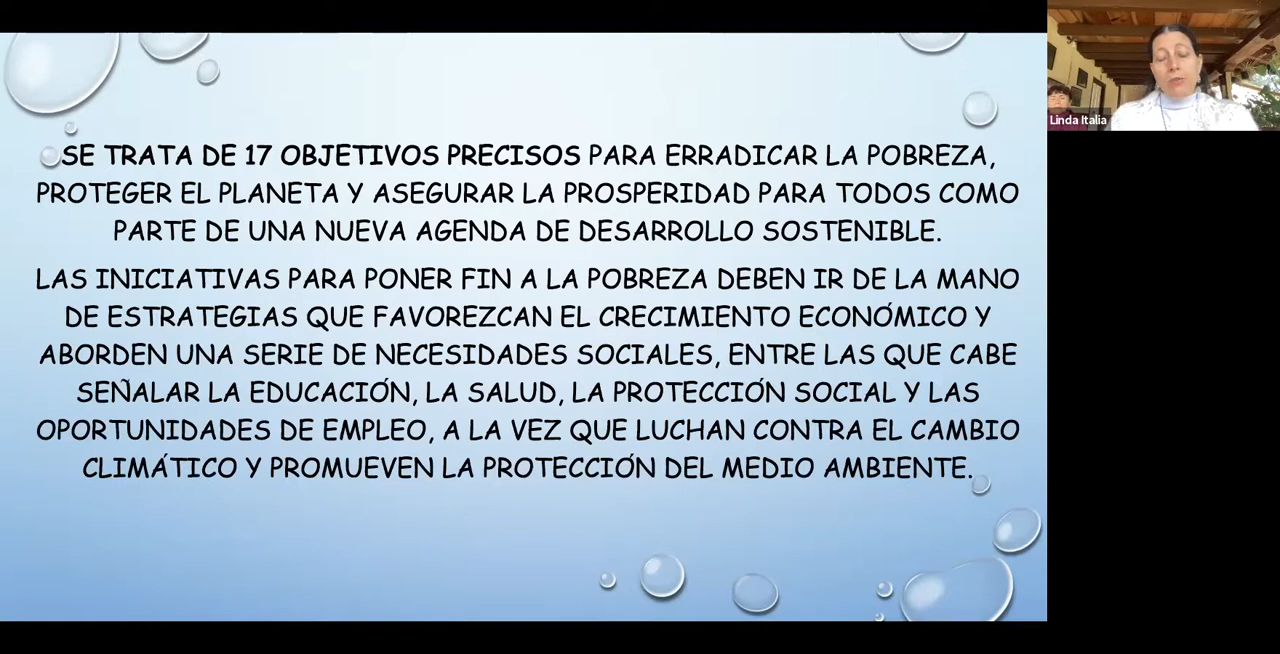 SE TRATA DE 17 OBJETIVOS PRECISOS PARA ERRADICAR LA POBREZA,
PROTEGER EL PLANETA Y ASEGURAR LA PROSPERIDAD PARA TODOS COMO
PARTE DE UNA NUEVA AGENDA DE DESARROLLO SOSTENIBLE.
LAS INICIATIVAS PARA PONER FIN A LA POBREZA DEBEN IR DE LA MANO
DE ESTRATEGIAS QUE FAVOREZCAN EL CRECIMIENTO ECONÓMICO Y
ABORDEN UNA SERIE DE NECESIDADES SOCIALES, ENTRE LAS QUE CABE
SEÑALAR LA EDUCACIÓN, LA SALUD, LA PROTECCIÓN SOCIAL Y LAS
OPORTUNIDADES DE EMPLEO, A LA VEZ QUE LUCHAN CONTRA EL CAMBIO
CLIMÁTICO Y PROMUEVEN LA PROTECCIÓN DEL MEDIO AMBIENTE.
Linda Italia